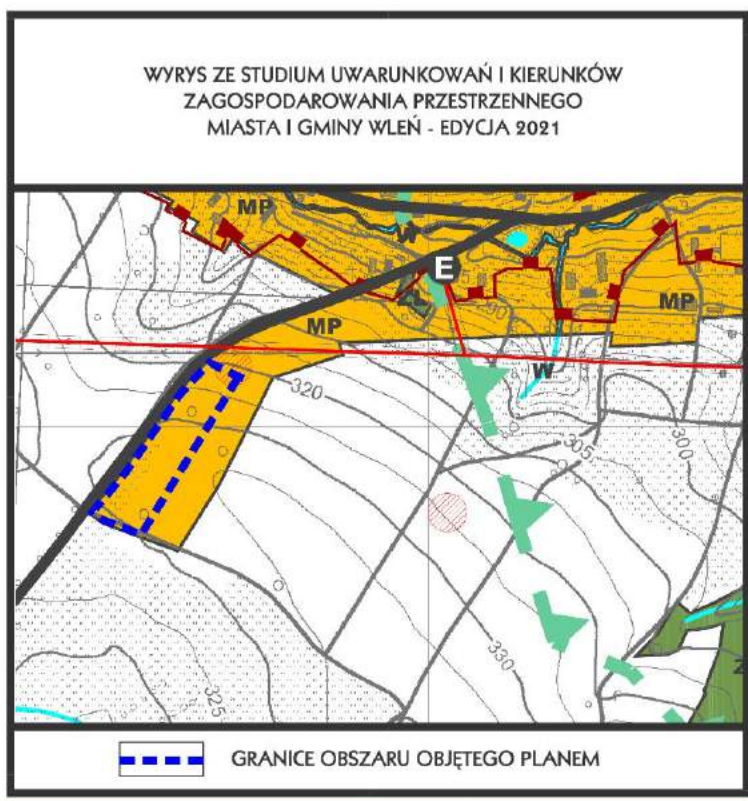 WYRYS ZE STUDIUM UWARUNKOWAŃ I KIERUNKÓW
ZAGOSPODAROWANIA PRZESTRZENNEGO
MIASTA I GMINY WLEŃ - EDYCJA 2021
MP
W
E
MP
MP
W
320
305
300
330
325
Z
GRANICE OBSZARU OBJĘTEGO PLANEM